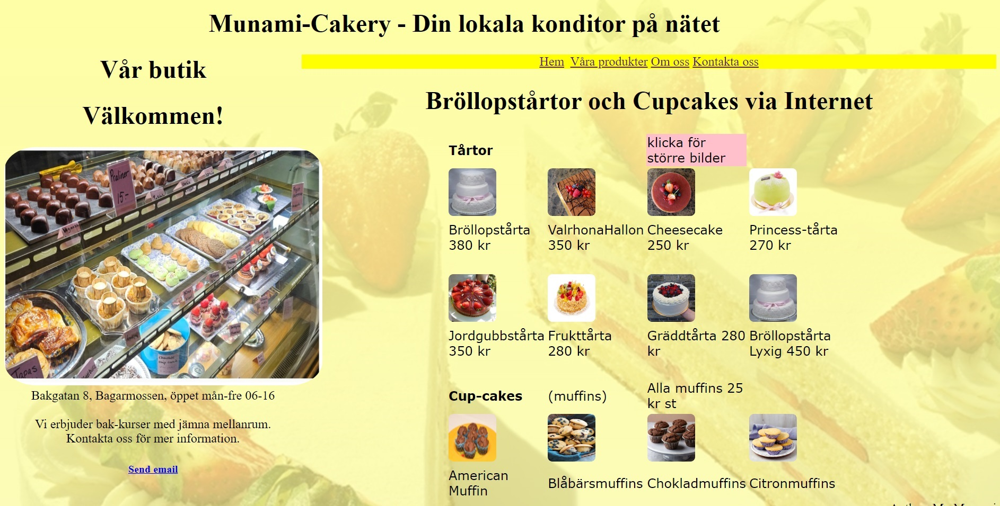 Munami-Cakery - Din lokala konditor på nätet
Vår butik
Välkommen!
Praliner
15:-
Tapas
Bakgatan 8, Bagarmossen, öppet mån-fre 06-16
Vi erbjuder bak-kurser med jämna mellanrum.
Kontakta oss för mer information.
Send email
Hem Våra produkter Om oss Kontakta oss
Bröllopstårtor och Cupcakes via Internet
Tårtor
klicka för
större bilder
Bröllopstårta
380 kr
ValrhonaHallon
350 kr
Cheesecake
250 kr
Princess-tårta
270 kr
Jordgubbstårta
350 kr
Frukttårta
280 kr
Gräddtårta 280
kr
Bröllopstårta
Lyxig 450 kr
Cup-cakes
(muffins)
Alla muffins 25
kr st
American
Muffin
Blåbärsmuffins
Chokladmuffins
Citronmuffins